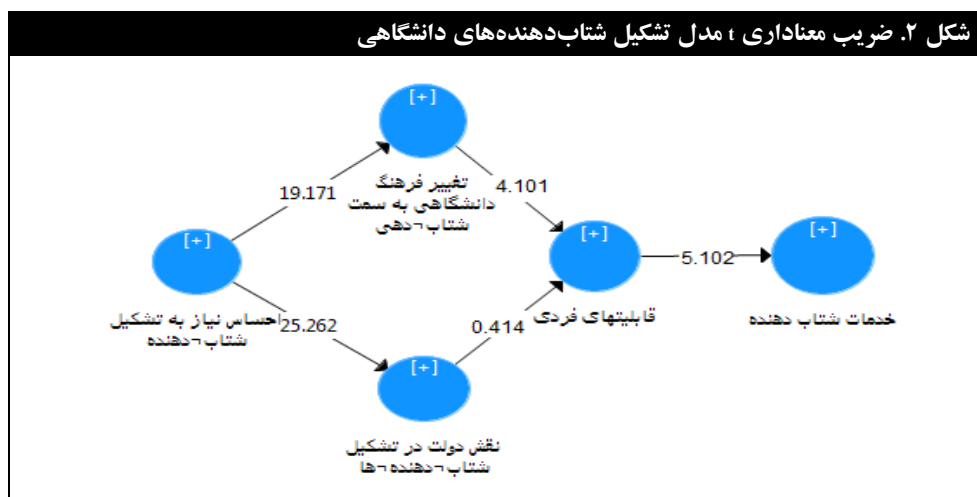 شکل ۲. ضریب معناداری t مدل تشکیل شتاب‌دهنده‌های دانشگاهی
[+]
تغییر فرهنگ
دانشگاهی به سمت
شتاب¬دهی
19.171
4.101
[+]
احساس نیاز به تشکیل
شتاب¬دهنده
[+]
قابلیتهای فردی
5.102
[+]
خدمات شتاب دهنده
25.262
0.414
[+]
نقش دولت در تشکیل
شتاب¬دهنده¬ها